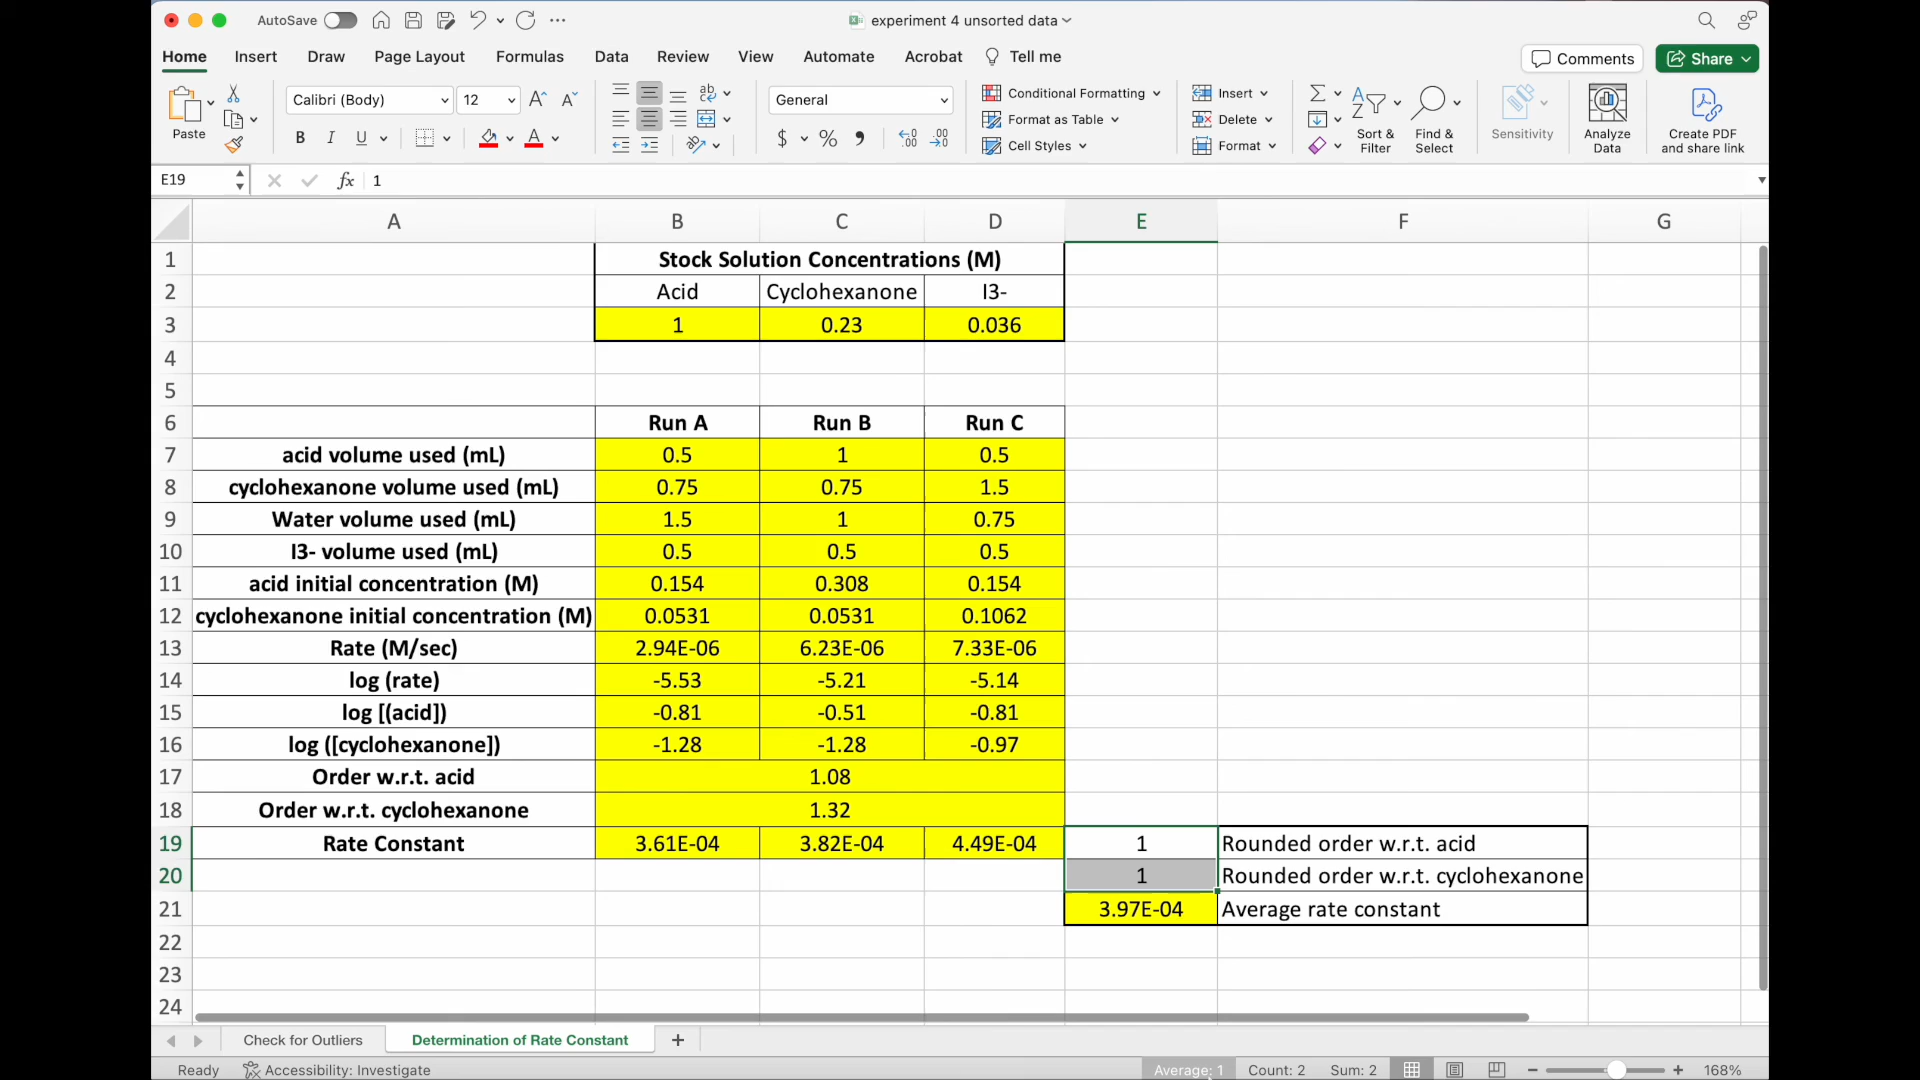 AutoSave
experiment 4 unsorted data
Home Insert Draw Page Layout Formulas Data Review View Automate Acrobat Tell me
Comments Share
Paste
Calibri (Body) 12
General
Conditional Formatting
Format as Table
Cell Styles
Insert
Delete
Format
Sort & Filter
Find & Select
Sensitivity
Analyze Data
Create PDF and share link
E19 fx 1
A B C D E F G
1 Stock Solution Concentrations (M)
2 Acid Cyclohexanone I3-
3 1 0.23 0.036
4
5
6 Run A Run B Run C
7 acid volume used (mL) 0.5 1 0.5
8 cyclohexanone volume used (mL) 0.75 0.75 1.5
9 Water volume used (mL) 1.5 1 0.75
10 I3- volume used (mL) 0.5 0.5 0.5
11 acid initial concentration (M) 0.154 0.308 0.154
12 cyclohexanone initial concentration (M) 0.0531 0.0531 0.1062
13 Rate (M/sec) 2.94E-06 6.23E-06 7.33E-06
14 log (rate) -5.53 -5.21 -5.14
15 log [(acid]) -0.81 -0.51 -0.81
16 log ([cyclohexanone]) -1.28 -1.28 -0.97
17 Order w.r.t. acid 1.08
18 Order w.r.t. cyclohexanone 1.32
19 Rate Constant 3.61E-04 3.82E-04 4.49E-04 1 Rounded order w.r.t. acid
20 1 Rounded order w.r.t. cyclohexanone
21 3.97E-04 Average rate constant
22
23
24
Check for Outliers Determination of Rate Constant +
Ready Accessibility: Investigate Average: 1 Count: 2 Sum: 2 168%